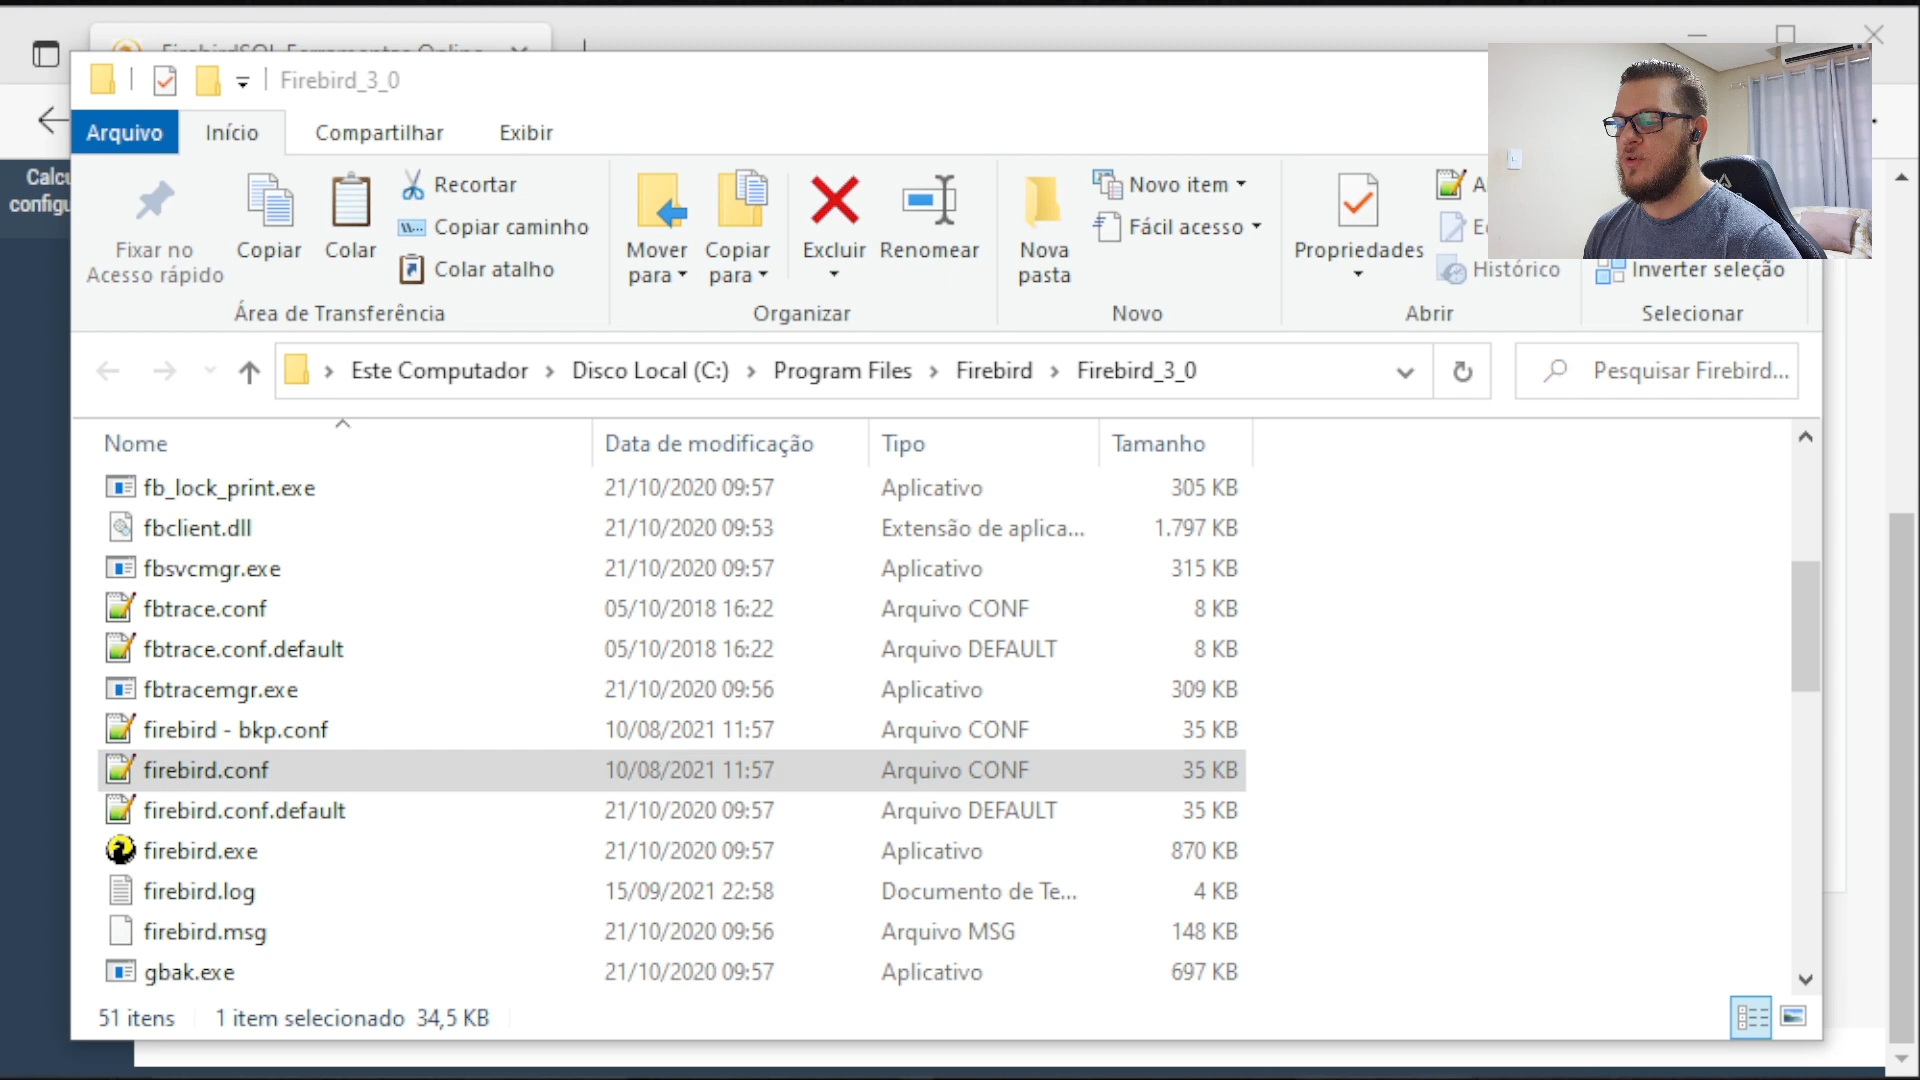 FirebirdSQL Ferramentas Online
Firebird_3_0
Arquivo Início Compartilhar Exibir
Calcu
configu
Fixar no
Acesso rápido
Copiar
Colar
Recortar
Copiar caminho
Colar atalho
Área de Transferência
Mover
para
Copiar
para
Excluir
Renomear
Organizar
Nova
pasta
Novo item
Fácil acesso
Novo
Propriedades
Histórico
Abrir
Inverter seleção
Selecionar
Este Computador Disco Local (C:) Program Files Firebird Firebird_3_0
Pesquisar Firebird...
Nome Data de modificação Tipo Tamanho
fb_lock_print.exe 21/10/2020 09:57 Aplicativo 305 KB
fbclient.dll 21/10/2020 09:53 Extensão de aplica... 1.797 KB
fbsvcmgr.exe 21/10/2020 09:57 Aplicativo 315 KB
fbtrace.conf 05/10/2018 16:22 Arquivo CONF 8 KB
fbtrace.conf.default 05/10/2018 16:22 Arquivo DEFAULT 8 KB
fbtracemgr.exe 21/10/2020 09:56 Aplicativo 309 KB
firebird - bkp.conf 10/08/2021 11:57 Arquivo CONF 35 KB
firebird.conf 10/08/2021 11:57 Arquivo CONF 35 KB
firebird.conf.default 21/10/2020 09:57 Arquivo DEFAULT 35 KB
firebird.exe 21/10/2020 09:57 Aplicativo 870 KB
firebird.log 15/09/2021 22:58 Documento de Te... 4 KB
firebird.msg 21/10/2020 09:56 Arquivo MSG 148 KB
gbak.exe 21/10/2020 09:57 Aplicativo 697 KB
51 itens 1 item selecionado 34,5 KB